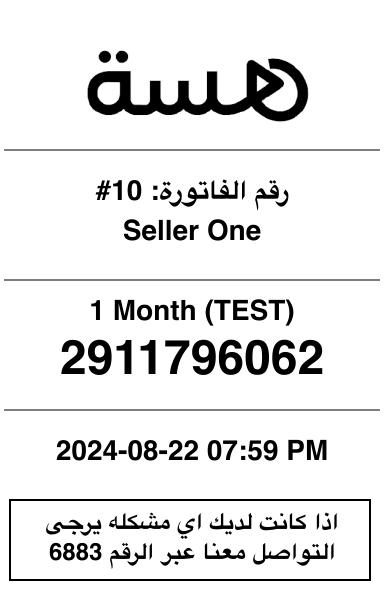 هسة
رقم الفاتورة: 10#
Seller One
1 Month (TEST)
2911796062
2024-08-22 07:59 PM
اذا كانت لديك اي مشكله يرجى
التواصل معنا عبر الرقم 6883